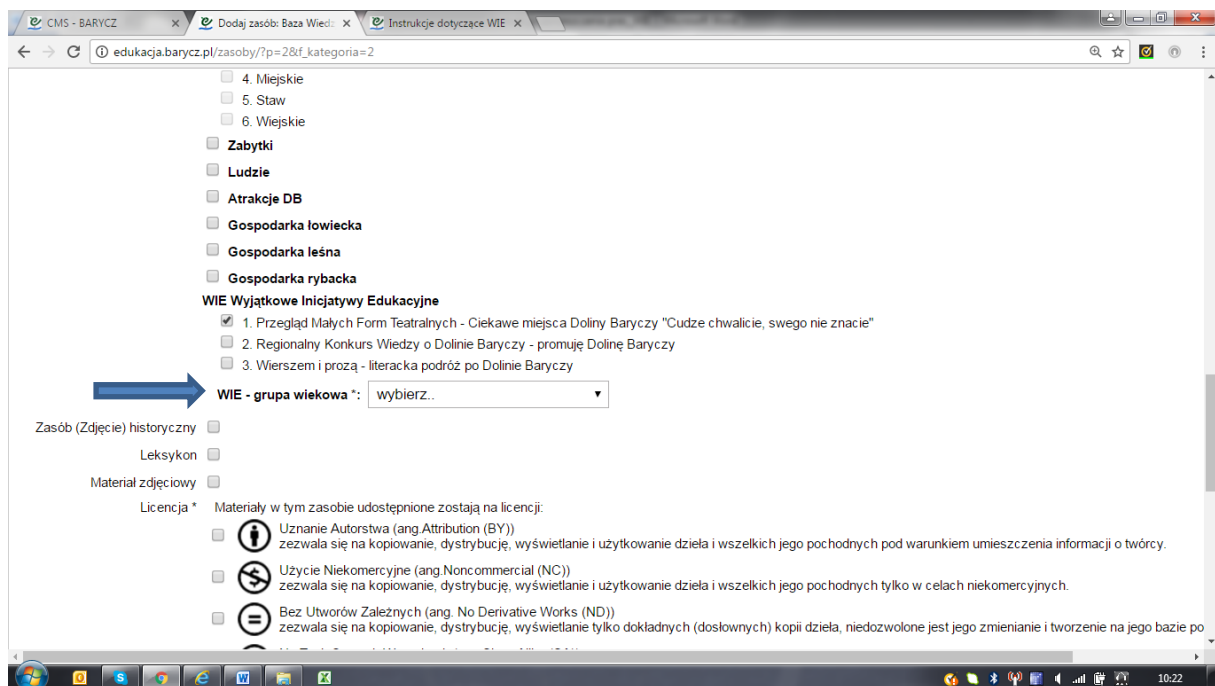 CMS - BARYCZ
Dodaj zasób: Baza Wiedz
Instrukcje dotyczące WIE
edukacja.barycz.pl/zasoby/?p=2&f_kategoria=2
4. Miejskie
5. Staw
6. Wiejskie
Zabytki
Ludzie
Atrakcje DB
Gospodarka łowiecka
Gospodarka leśna
Gospodarka rybacka
WIE Wyjątkowe Inicjatywy Edukacyjne
1. Przegląd Małych Form Teatralnych - Ciekawe miejsca Doliny Baryczy "Cudze chwalicie, swego nie znacie"
2. Regionalny Konkurs Wiedzy o Dolinie Baryczy - promuję Dolinę Baryczy
3. Wierszem i prozą - literacka podróż po Dolinie Baryczy
WIE - grupa wiekowa *: wybierz..
Zasób (Zdjęcie) historyczny
Leksykon
Materiał zdjęciowy
Licencja * Materiały w tym zasobie udostępnione zostają na licencji:
Uznanie Autorstwa (ang.Attribution (BY))
zezwala się na kopiowanie, dystrybucję, wyświetlanie i użytkowanie dzieła i wszelkich jego pochodnych pod warunkiem umieszczenia informacji o twórcy.
Użycie Niekomercyjne (ang.Noncommercial (NC))
zezwala się na kopiowanie, dystrybucję, wyświetlanie i użytkowanie dzieła i wszelkich jego pochodnych tylko w celach niekomercyjnych.
Bez Utworów Zależnych (ang. No Derivative Works (ND))
zezwala się na kopiowanie, dystrybucję, wyświetlanie tylko dokładnych (dosłownych) kopii dzieła, niedozwolone jest jego zmienianie i tworzenie na jego bazie po
10:22